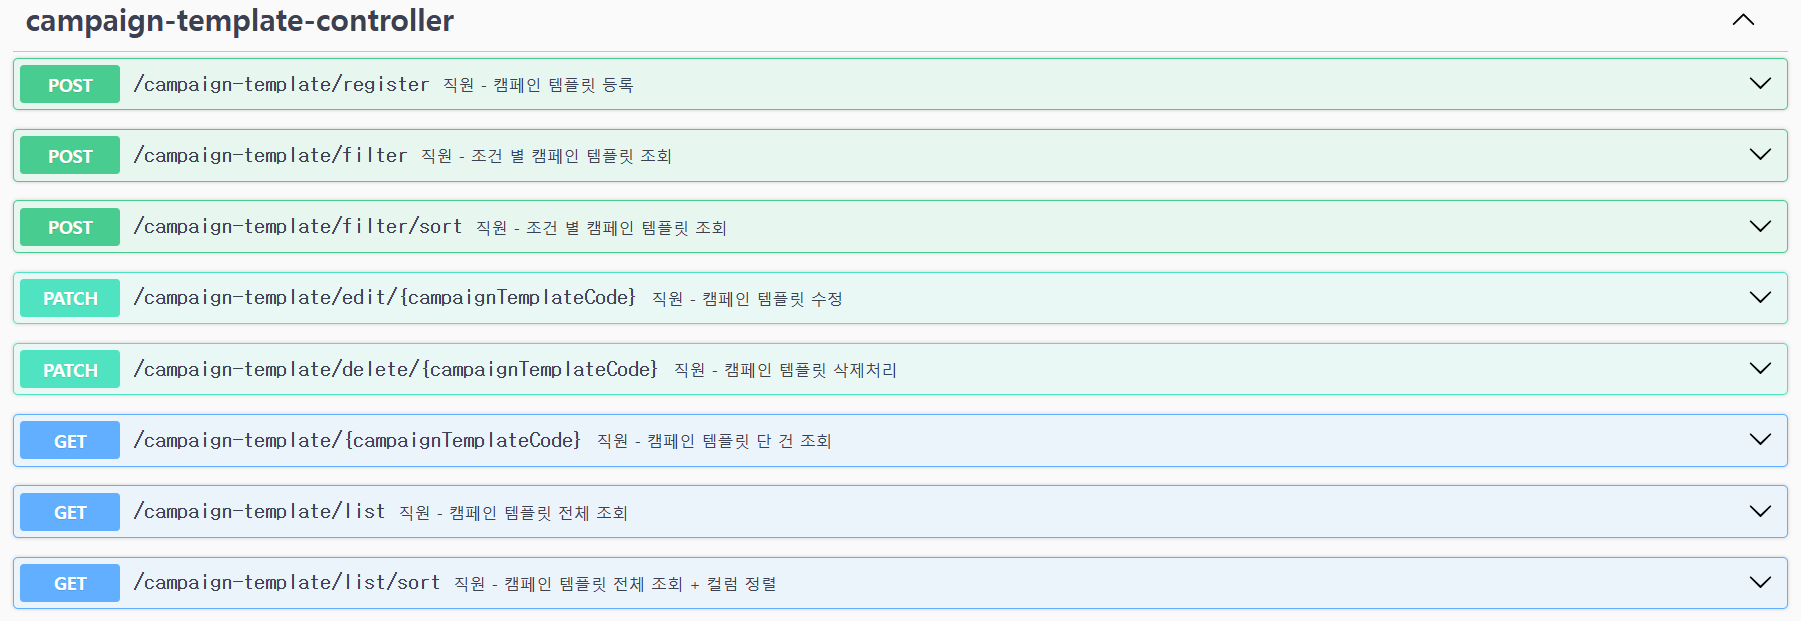 campaign-template-controller
POST /campaign-template/register 직원 - 캠페인 템플릿 등록
POST /campaign-template/filter 직원 - 조건 별 캠페인 템플릿 조회
POST /campaign-template/filter/sort 직원 - 조건 별 캠페인 템플릿 조회
PATCH /campaign-template/edit/{campaignTemplateCode} 직원 - 캠페인 템플릿 수정
PATCH /campaign-template/delete/{campaignTemplateCode} 직원 - 캠페인 템플릿 삭제처리
GET /campaign-template/{campaignTemplateCode} 직원 - 캠페인 템플릿 단 건 조회
GET /campaign-template/list 직원 - 캠페인 템플릿 전체 조회
GET /campaign-template/list/sort 직원 - 캠페인 템플릿 전체 조회 + 컬럼 정렬